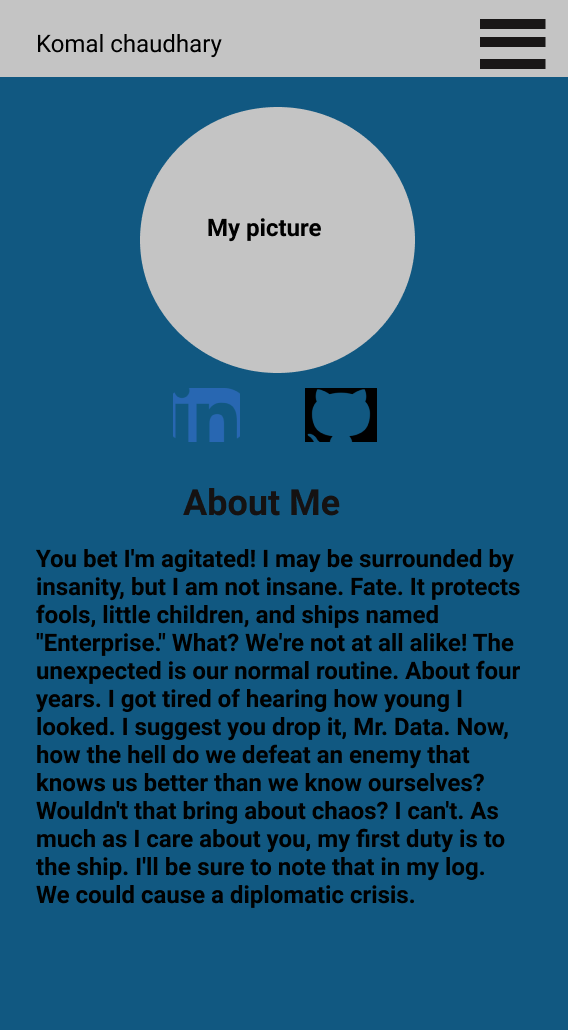 Komal chaudhary
My picture
in
About Me
You bet I'm agitated! I may be surrounded by
insanity, but I am not insane. Fate. It protects
fools, little children, and ships named
"Enterprise." What? We're not at all alike! The
unexpected is our normal routine. About four
years. I got tired of hearing how young I
looked. I suggest you drop it, Mr. Data. Now,
how the hell do we defeat an enemy that
knows us better than we know ourselves?
Wouldn't that bring about chaos? I can't. As
much as I care about you, my first duty is to
the ship. I'll be sure to note that in my log.
We could cause a diplomatic crisis.